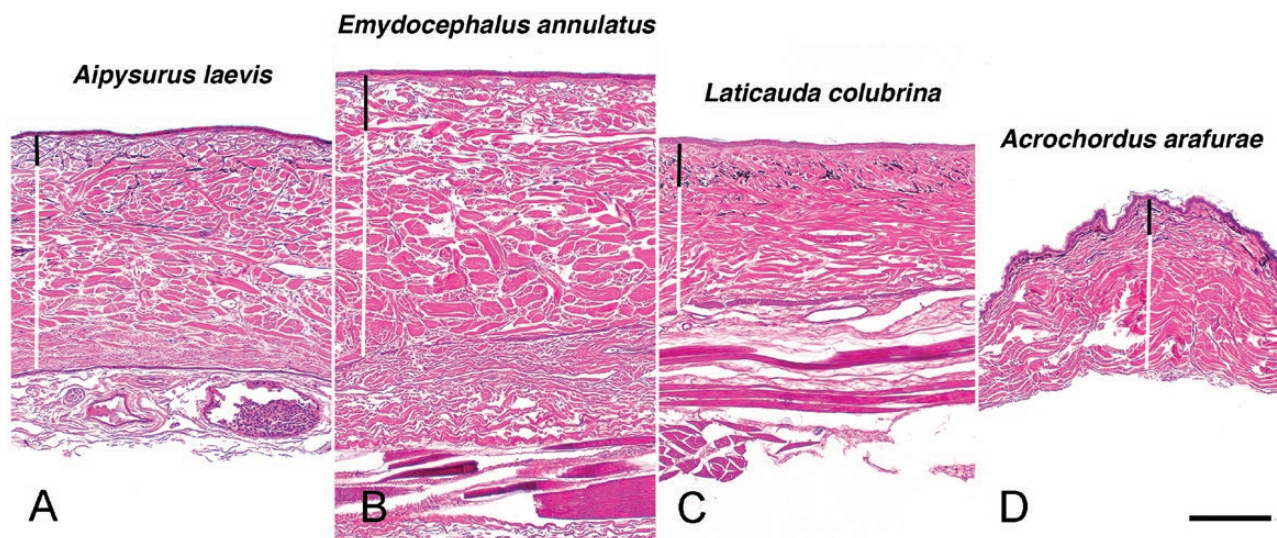 Aipysurus laevis
Emydocephalus annulatus
Laticauda colubrina
Acrochordus arafurae
A
B
C
D